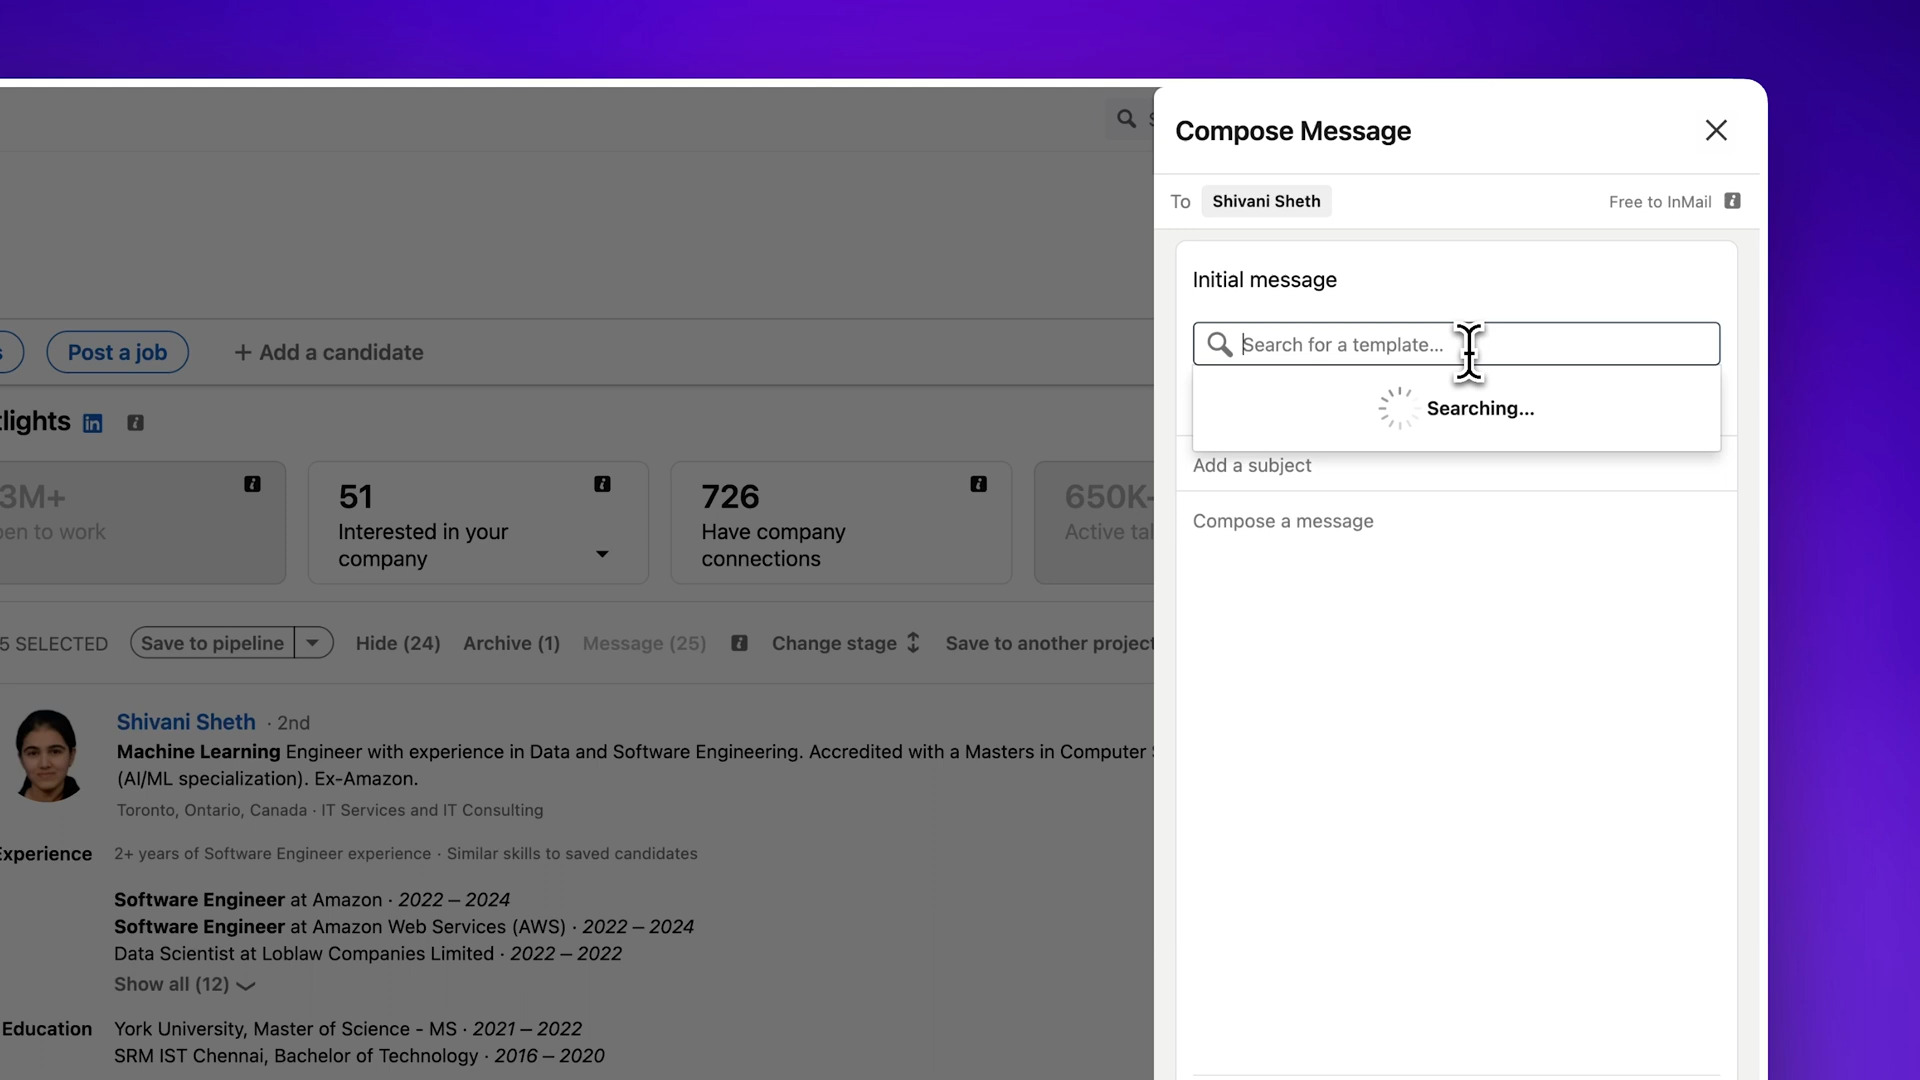 Compose Message
To Shivani Sheth Free to InMail
Initial message
Search for a template...
Searching...
Add a subject
Compose a message
Post a job
+ Add a candidate
tlights in
3M+
pen to work
51
Interested in your
company
726
Have company
connections
650K-
Active tal
5 SELECTED Save to pipeline Hide (24) Archive (1) Message (25) Change stage Save to another project
Shivani Sheth · 2nd
Machine Learning Engineer with experience in Data and Software Engineering. Accredited with a Masters in Computer
(AI/ML specialization). Ex-Amazon.
Toronto, Ontario, Canada · IT Services and IT Consulting
Experience 2+ years of Software Engineer experience · Similar skills to saved candidates
Software Engineer at Amazon · 2022 – 2024
Software Engineer at Amazon Web Services (AWS) · 2022 – 2024
Data Scientist at Loblaw Companies Limited · 2022 – 2022
Show all (12)
Education York University, Master of Science - MS · 2021 – 2022
SRM IST Chennai, Bachelor of Technology · 2016 – 2020